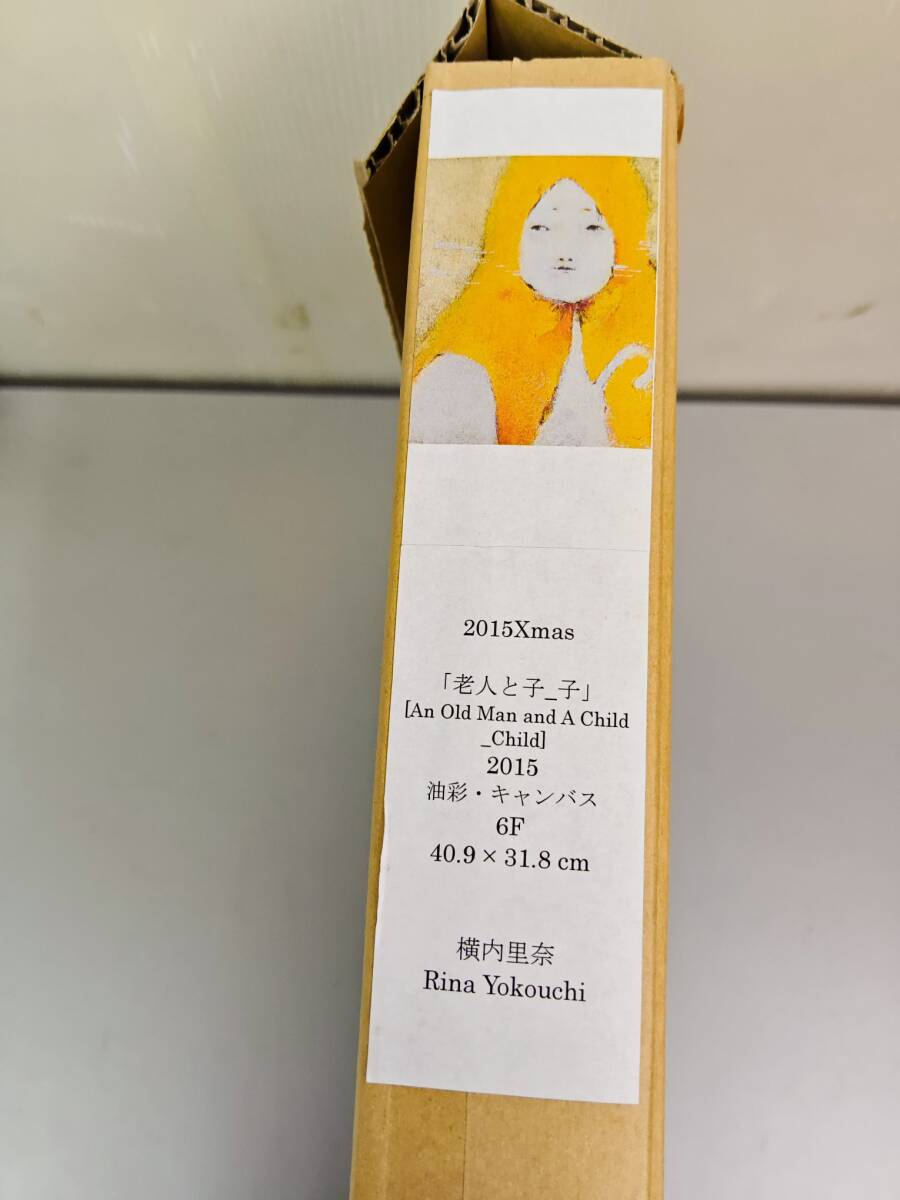 2015Xmas
「老人と子_子」
[An Old Man and A Child
_Child]
2015
油彩・キャンバス
6F
40.9 × 31.8 cm
横内里奈
Rina Yokouchi